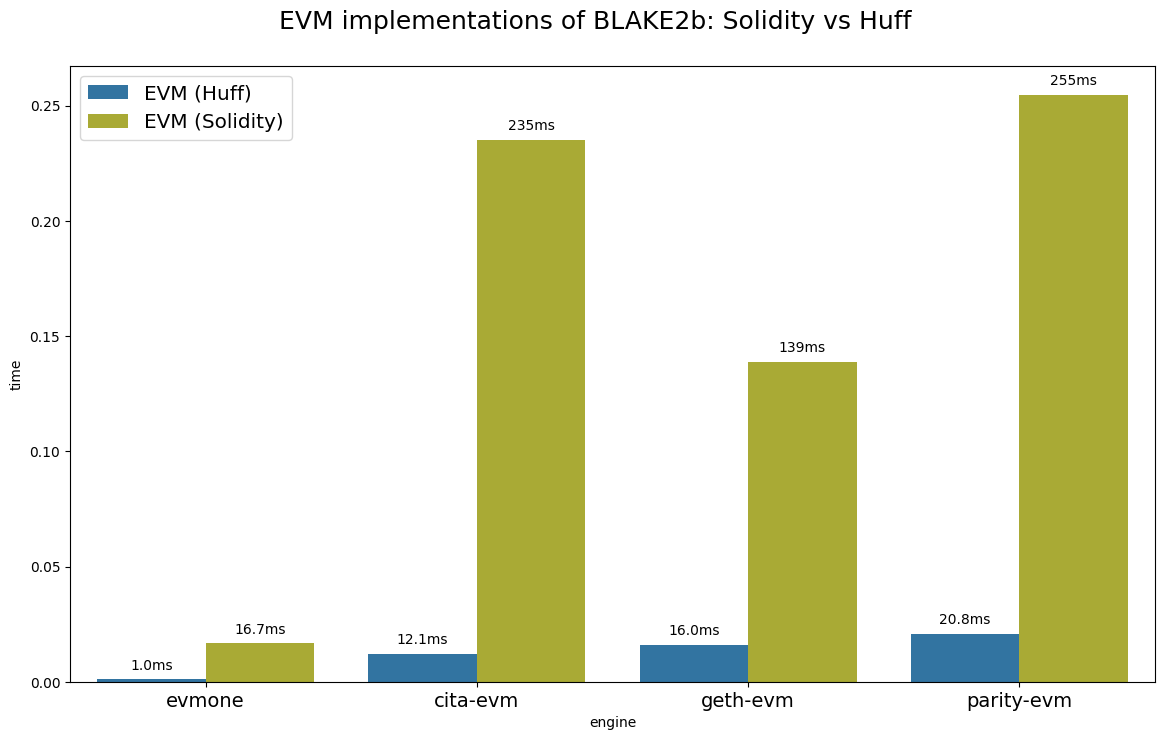 EVM implementations of BLAKE2b: Solidity vs Huff
EVM (Huff)
EVM (Solidity)
255ms
235ms
139ms
16.7ms
20.8ms
16.0ms
12.1ms
1.0ms
0.25
0.20
0.15
0.10
0.05
0.00
time
evmone
cita-evm
geth-evm
parity-evm
engine